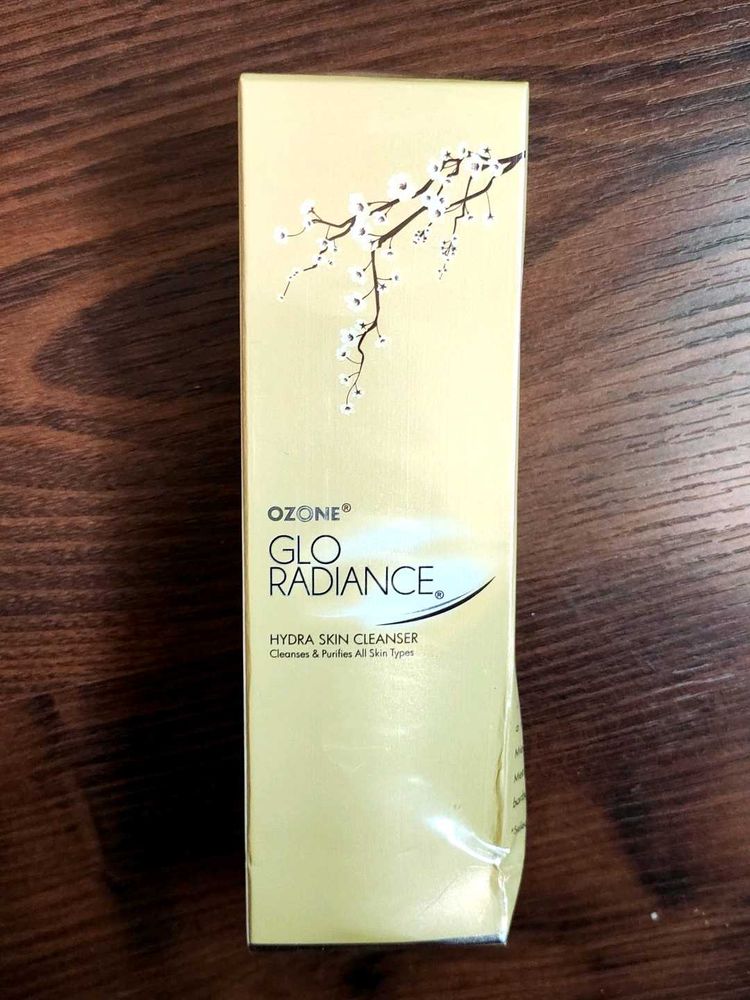 OZONE®
GLO
RADIANCE®
HYDRA SKIN CLEANSER
Cleanses & Purifies All Skin Types